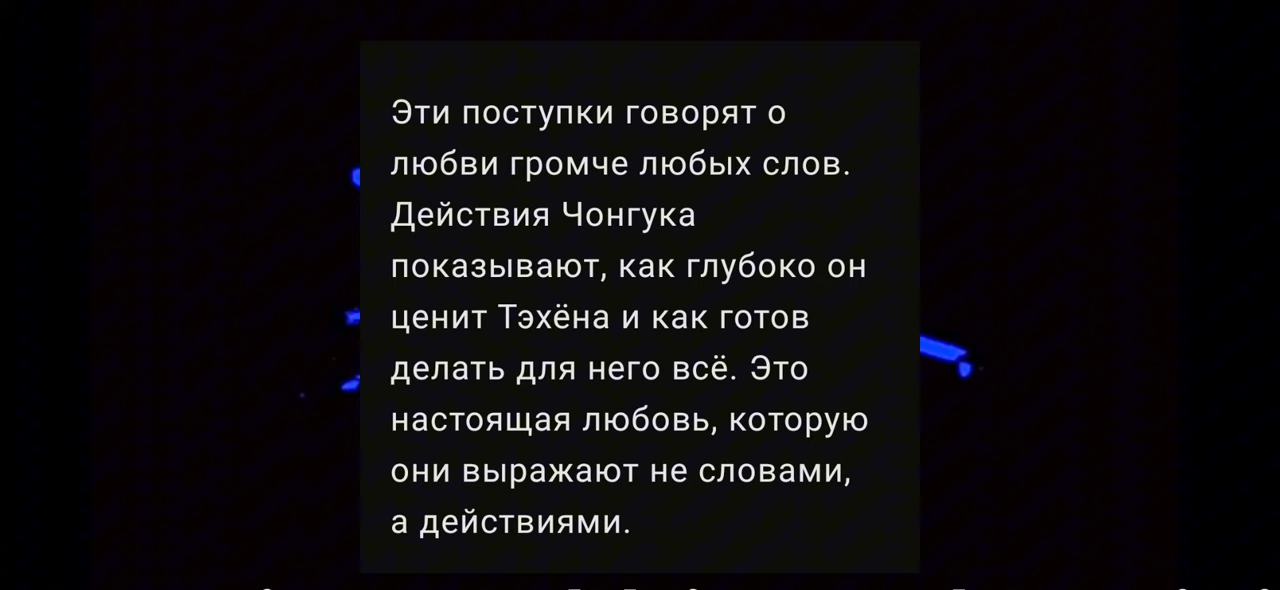 Эти поступки говорят о
любви громче любых слов.
Действия Чонгука
показывают, как глубоко он
ценит Тэхёна и как готов
делать для него всё. Это
настоящая любовь, которую
они выражают не словами,
а действиями.